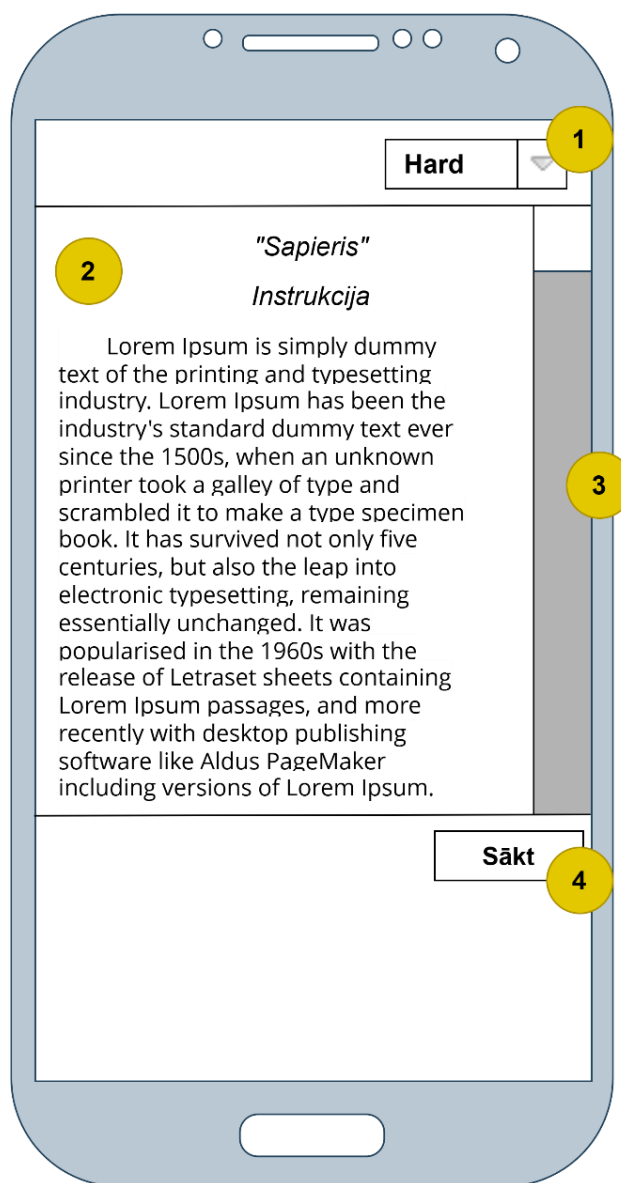 1
Hard
2
"Sapieris"
Instrukcija
Lorem Ipsum is simply dummy
text of the printing and typesetting
industry. Lorem Ipsum has been the
industry's standard dummy text ever
since the 1500s, when an unknown
printer took a galley of type and
scrambled it to make a type specimen
book. It has survived not only five
centuries, but also the leap into
electronic typesetting, remaining
essentially unchanged. It was
popularised in the 1960s with the
release of Letraset sheets containing
Lorem Ipsum passages, and more
recently with desktop publishing
software like Aldus PageMaker
including versions of Lorem Ipsum.
3
Sākt
4